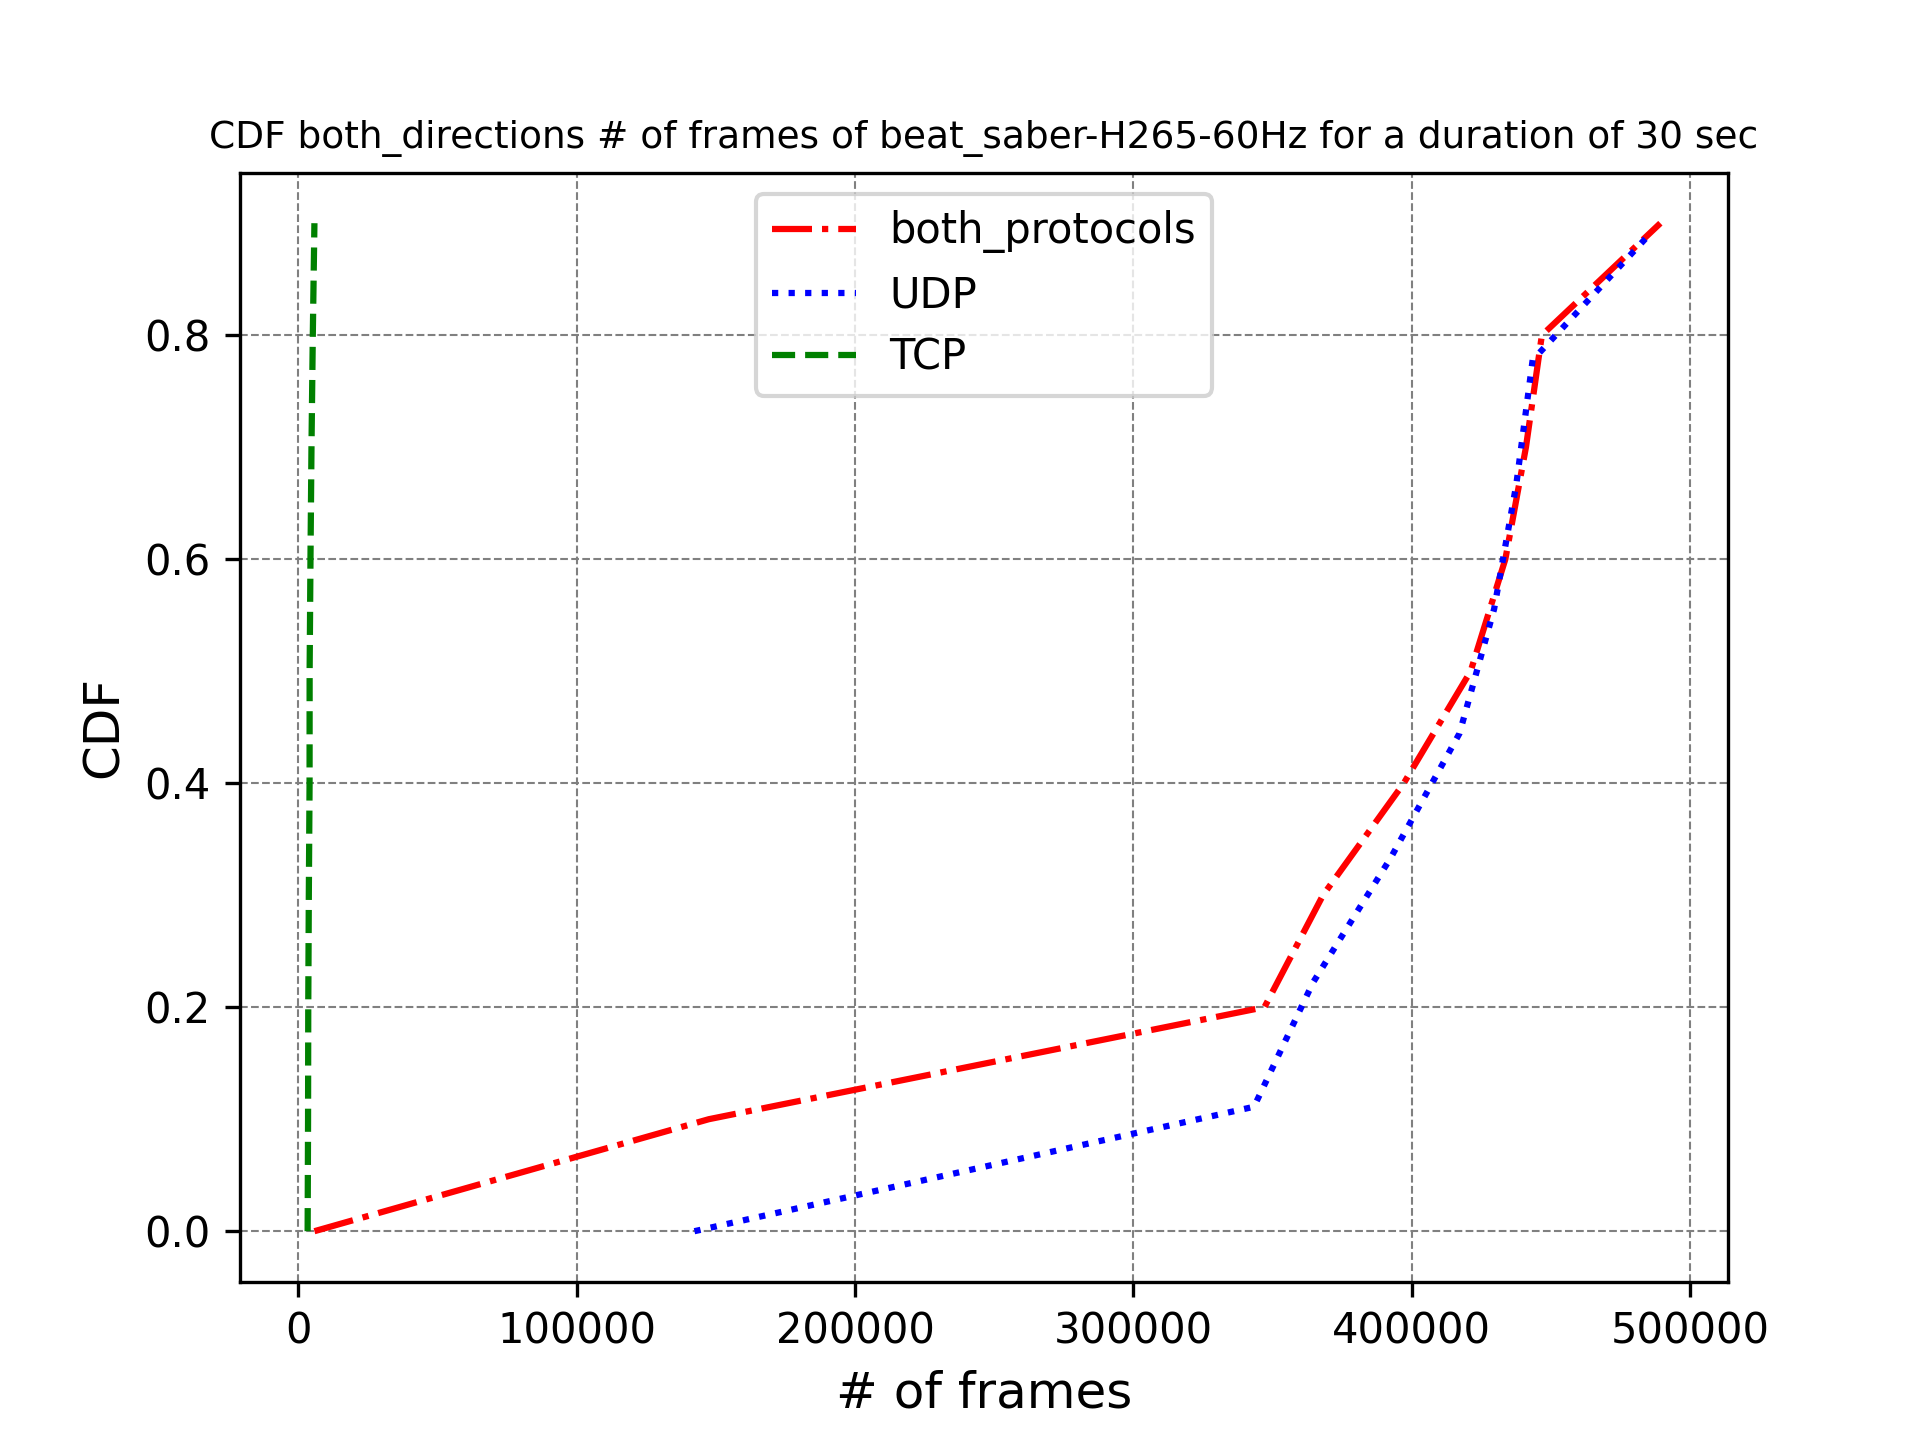 CDF both_directions # of frames of beat_saber-H265-60Hz for a duration of 30 sec
both_protocols
UDP
TCP
0.8
0.6
0.4
0.2
0.0
CDF
0 100000 200000 300000 400000 500000
# of frames